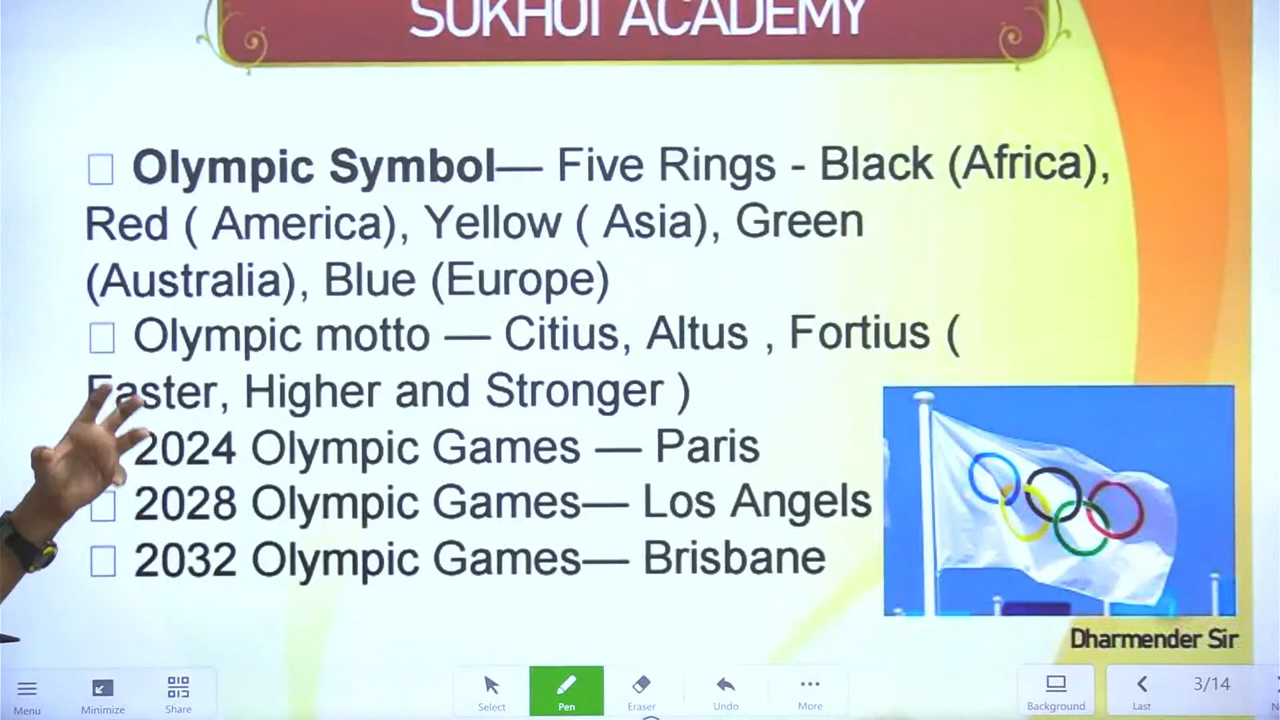 SUKHOI ACADEMY
Olympic Symbol— Five Rings - Black (Africa),
Red ( America), Yellow ( Asia), Green
(Australia), Blue (Europe)
Olympic motto — Citius, Altus , Fortius (
Faster, Higher and Stronger )
2024 Olympic Games — Paris
2028 Olympic Games— Los Angels
2032 Olympic Games— Brisbane
Dharmender Sir
Menu Minimize Share Select Pen Eraser Undo More Background Last 3/14